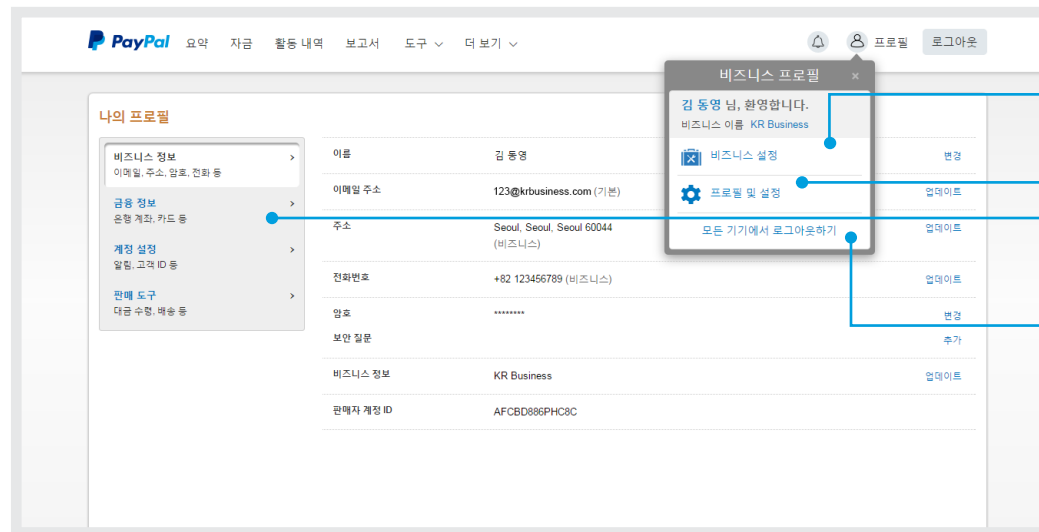 PayPal 요약 자금 활동 내역 보고서 도구 더 보기 프로필 로그아웃
비즈니스 프로필 ×
김 동영 님, 환영합니다.
비즈니스 이름 KR Business
비즈니스 설정
프로필 및 설정
모든 기기에서 로그아웃하기
나의 프로필
비즈니스 정보
이메일, 주소, 암호, 전화 등
금융 정보
은행 계좌, 카드 등
계정 설정
알림, 고객 ID 등
판매 도구
대금 수령, 배송 등
이름 김 동영 변경
이메일 주소 123@krbusiness.com (기본) 업데이트
주소 Seoul, Seoul, Seoul 60044 업데이트
(비즈니스)
전화번호 +82 123456789 (비즈니스) 업데이트
암호 ******** 변경
보안 질문 추가
비즈니스 정보 KR Business 업데이트
판매자 계정 ID AFCBD886PHC8C